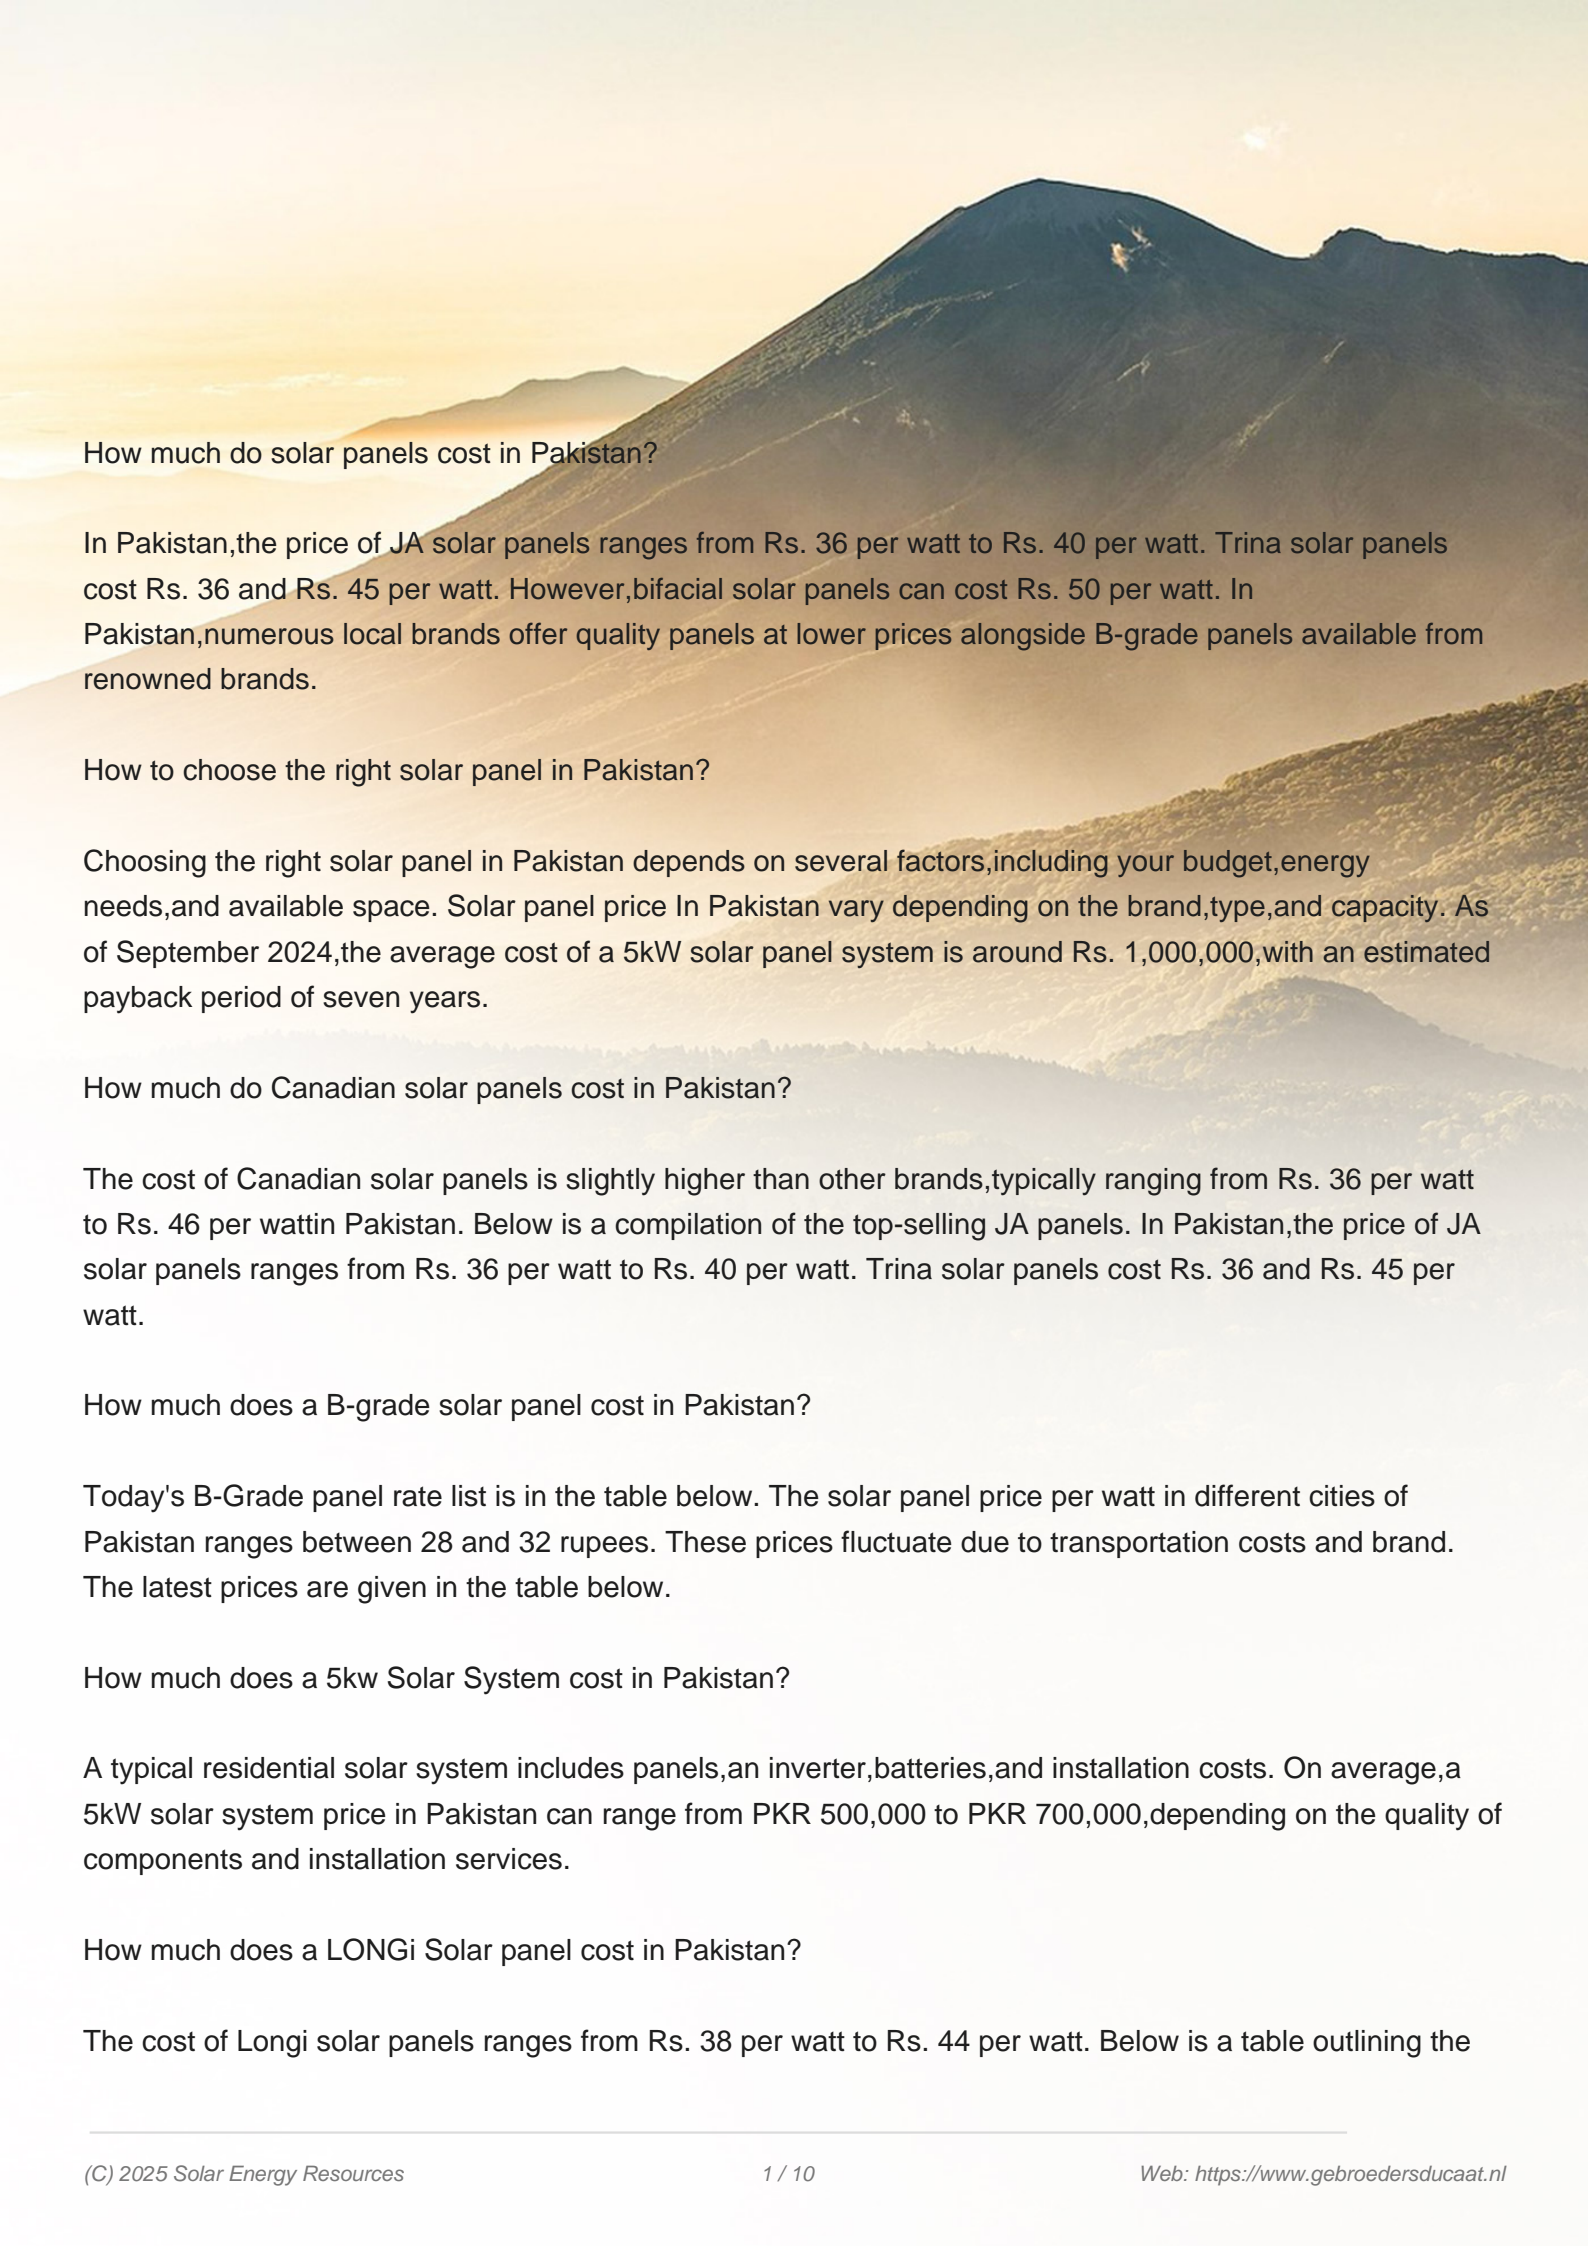 How much do solar panels cost in Pakistan?
In Pakistan,the price of JA solar panels ranges from Rs. 36 per watt to Rs. 40 per watt. Trina solar panels
cost Rs. 36 and Rs. 45 per watt. However,bifacial solar panels can cost Rs. 50 per watt. In
Pakistan,numerous local brands offer quality panels at lower prices alongside B-grade panels available from
renowned brands.
How to choose the right solar panel in Pakistan?
Choosing the right solar panel in Pakistan depends on several factors,including your budget,energy
needs,and available space. Solar panel price In Pakistan vary depending on the brand,type,and capacity. As
of September 2024,the average cost of a 5kW solar panel system is around Rs. 1,000,000,with an estimated
payback period of seven years.
How much do Canadian solar panels cost in Pakistan?
The cost of Canadian solar panels is slightly higher than other brands,typically ranging from Rs. 36 per watt
to Rs. 46 per wattin Pakistan. Below is a compilation of the top-selling JA panels. In Pakistan,the price of JA
solar panels ranges from Rs. 36 per watt to Rs. 40 per watt. Trina solar panels cost Rs. 36 and Rs. 45 per
watt.
How much does a B-grade solar panel cost in Pakistan?
Today's B-Grade panel rate list is in the table below. The solar panel price per watt in different cities of
Pakistan ranges between 28 and 32 rupees. These prices fluctuate due to transportation costs and brand.
The latest prices are given in the table below.
How much does a 5kw Solar System cost in Pakistan?
A typical residential solar system includes panels,an inverter,batteries,and installation costs. On average,a
5kW solar system price in Pakistan can range from PKR 500,000 to PKR 700,000,depending on the quality of
components and installation services.
How much does a LONGi Solar panel cost in Pakistan?
The cost of Longi solar panels ranges from Rs. 38 per watt to Rs. 44 per watt. Below is a table outlining the
(C) 2025 Solar Energy Resources
1 / 10
Web: https://www.gebroedersducaat.nl